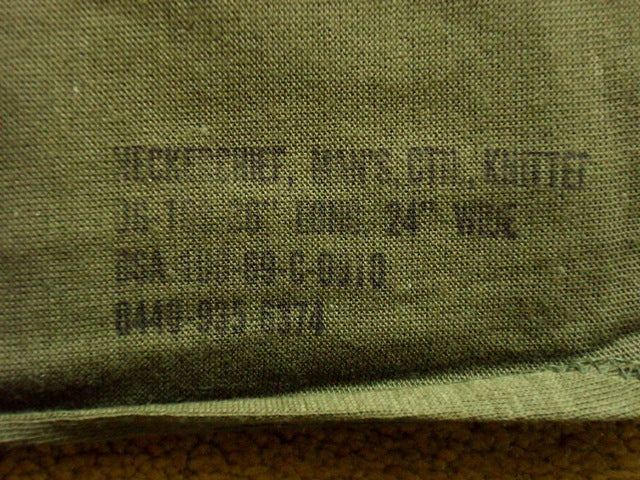 NECKERCHIEF, MAN'S, CTN., KNITTED
36" LONG, 24" WIDE
DSA 100-69-C-0910
8440-935-6374